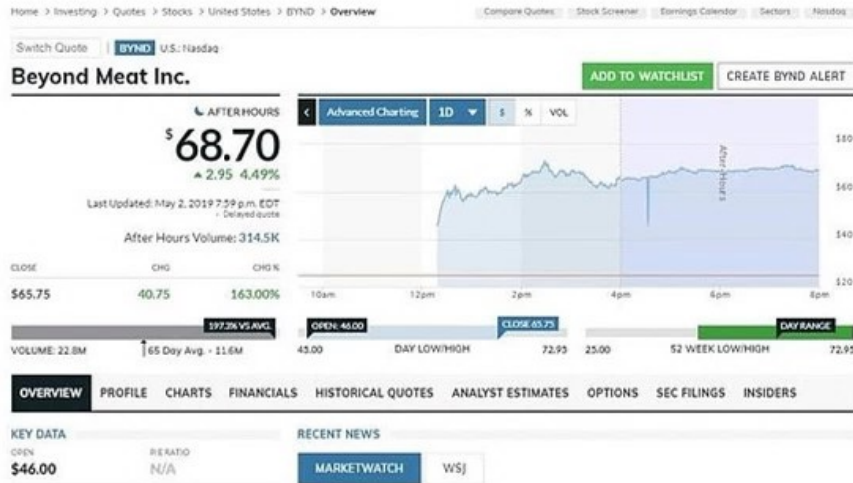 Home > Investing > Quotes > Stocks > United States > BYND > Overview
Compare Quotes Stock Screener Earnings Calendar Sectors Nasdaq
Switch Quote BYND U.S.: Nasdaq
Beyond Meat Inc.
ADD TO WATCHLIST CREATE BYND ALERT
AFTER HOURS
$68.70
2.95 4.49%
Last Updated: May 2, 2019 7:59 p.m. EDT
Delayed quote
After Hours Volume: 314.5K
CLOSE CHG CHG %
$65.75 40.75 163.00%
Advanced Charting 1D $ % VOL
After Hours
$80
$60
$40
$20
10am 12pm 2pm 4pm 6pm 8pm
197.3% VS AVG.
VOLUME: 22.8M 65 Day Avg. - 11.6M
OPEN: 46.00 CLOSE 65.75
45.00 DAY LOW/HIGH 72.95
DAY RANGE
25.00 52 WEEK LOW/HIGH 72.95
OVERVIEW PROFILE CHARTS FINANCIALS HISTORICAL QUOTES ANALYST ESTIMATES OPTIONS SEC FILINGS INSIDERS
KEY DATA
OPEN P/E RATIO
$46.00 N/A
RECENT NEWS
MARKETWATCH WSJ